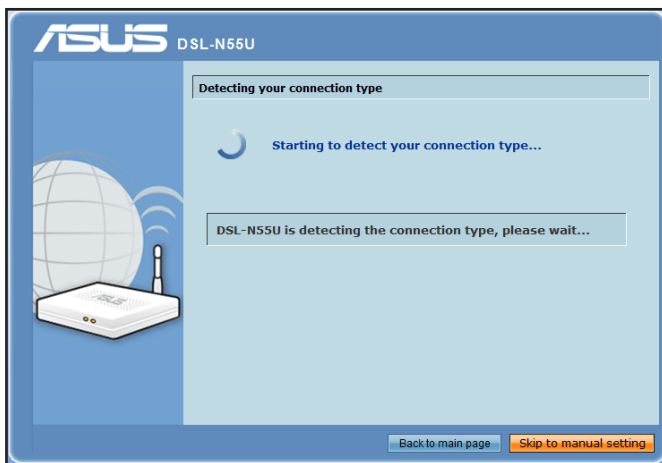 ASUS DSL-N55U
Detecting your connection type
Starting to detect your connection type...
DSL-N55U is detecting the connection type, please wait...
ASUS
Back to main page Skip to manual setting